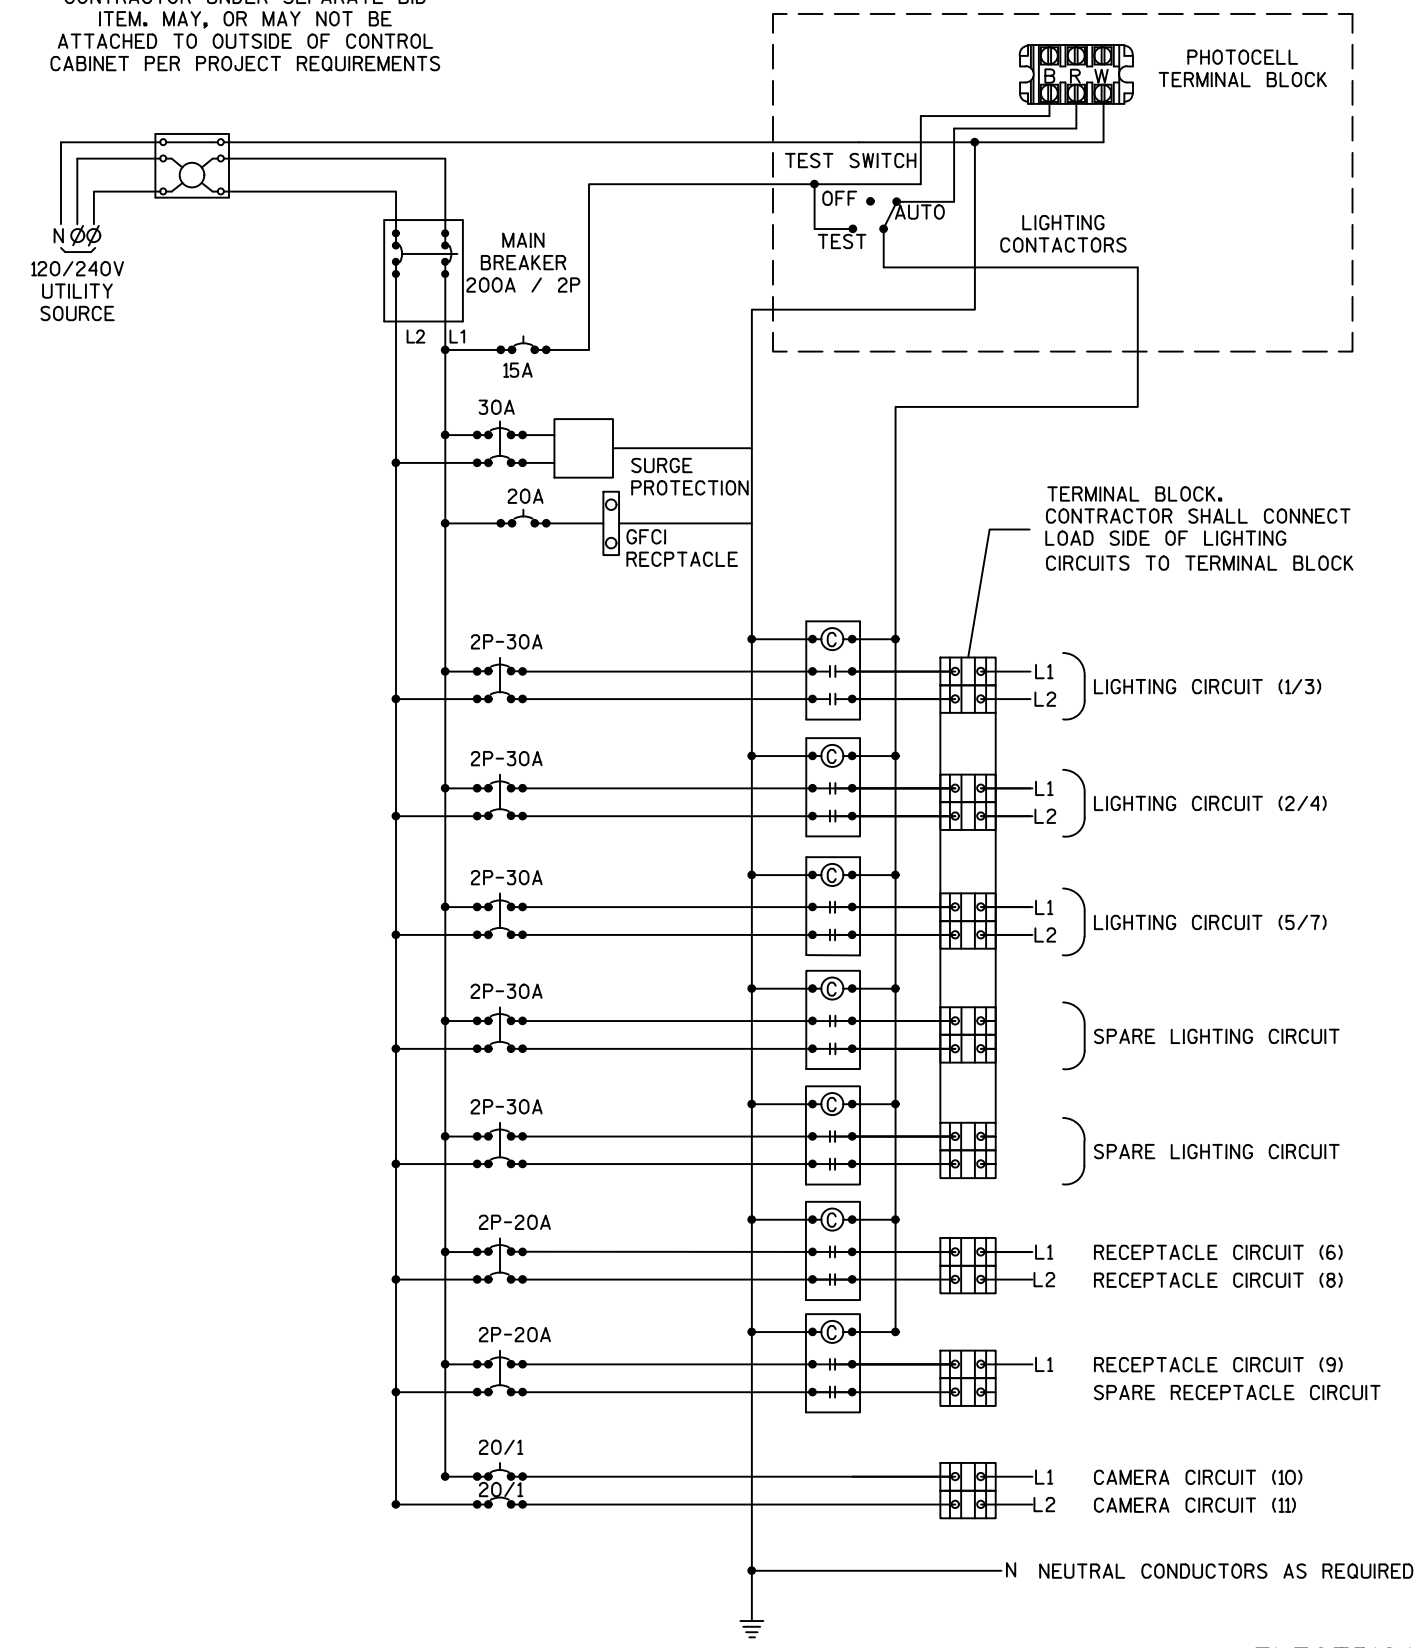 ITEM. MAY, OR MAY NOT BE
ATTACHED TO OUTSIDE OF CONTROL
CABINET PER PROJECT REQUIREMENTS
PHOTOCELL
TERMINAL BLOCK
B R W
TEST SWITCH
OFF
AUTO
TEST
LIGHTING
CONTACTORS
N ØØ
120/240V
UTILITY
SOURCE
MAIN
BREAKER
200A / 2P
L2 L1
15A
30A
SURGE
PROTECTION
20A
GFCI
RECPTACLE
TERMINAL BLOCK.
CONTRACTOR SHALL CONNECT
LOAD SIDE OF LIGHTING
CIRCUITS TO TERMINAL BLOCK
2P-30A
C
L1
L2
LIGHTING CIRCUIT (1/3)
2P-30A
C
L1
L2
LIGHTING CIRCUIT (2/4)
2P-30A
C
L1
L2
LIGHTING CIRCUIT (5/7)
2P-30A
C
SPARE LIGHTING CIRCUIT
2P-30A
C
SPARE LIGHTING CIRCUIT
2P-20A
C
L1 RECEPTACLE CIRCUIT (6)
L2 RECEPTACLE CIRCUIT (8)
2P-20A
C
L1 RECEPTACLE CIRCUIT (9)
SPARE RECEPTACLE CIRCUIT
20/1
L1 CAMERA CIRCUIT (10)
20/1
L2 CAMERA CIRCUIT (11)
N NEUTRAL CONDUCTORS AS REQUIRED